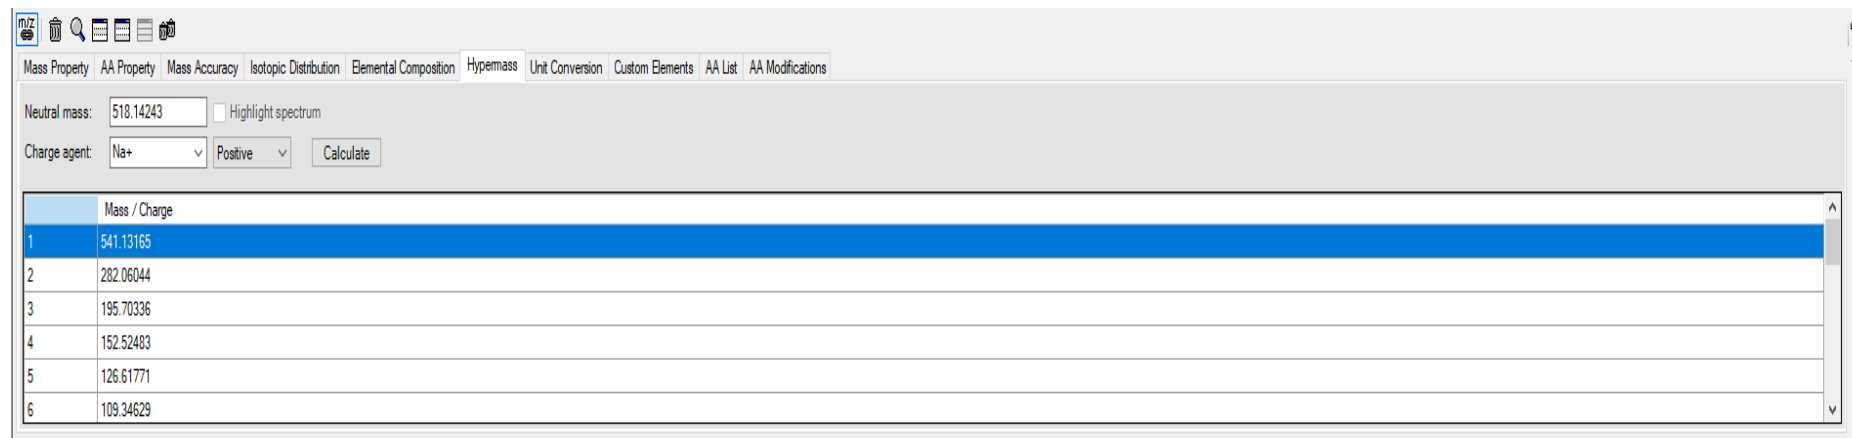 m/z
Mass Property AA Property Mass Accuracy Isotopic Distribution Elemental Composition Hypermass Unit Conversion Custom Elements AA List AA Modifications
Neutral mass: 518.14243 Highlight spectrum
Charge agent: Na+ Positive Calculate
Mass / Charge
1 541.13165
2 282.06044
3 195.70336
4 152.52483
5 126.61771
6 109.34629